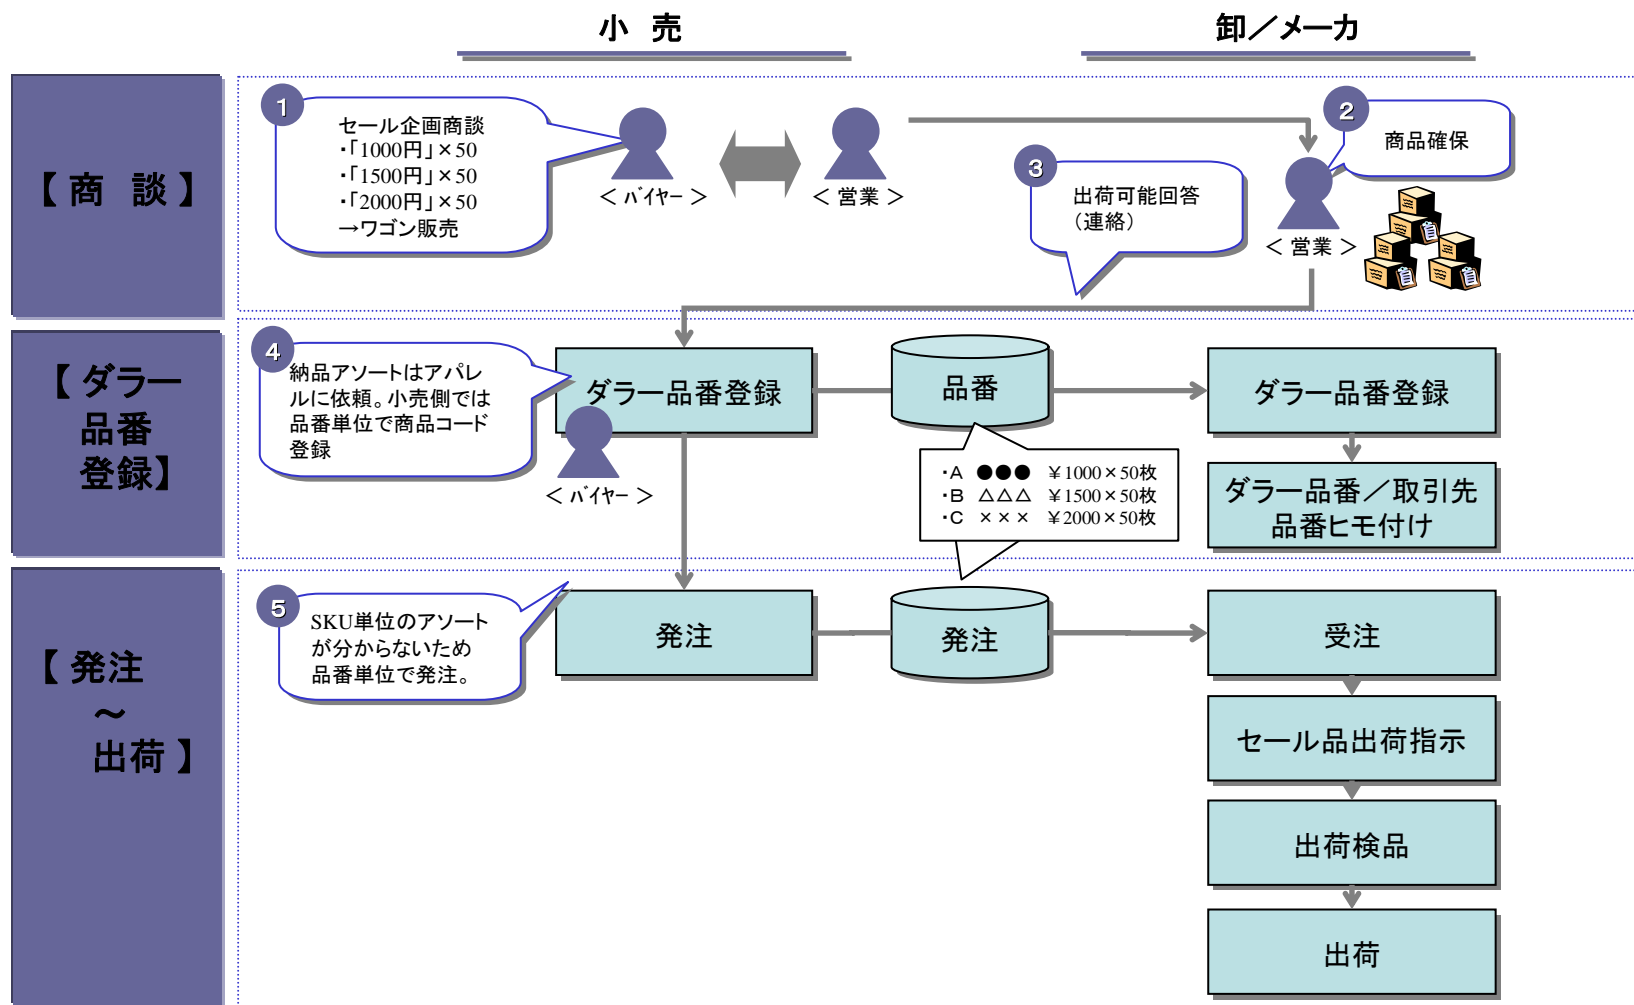 小 売
卸／メーカ
【 商 談 】
1
セール企画商談
・「1000円」×50
・「1500円」×50
・「2000円」×50
→ワゴン販売
＜ バイヤー ＞
＜ 営業 ＞
2
商品確保
3
出荷可能回答
（連絡）
＜ 営業 ＞
【 ダラー
品番
登録】
4
納品アソートはアパレ
ルに依頼。小売側では
品番単位で商品コード
登録
ダラー品番登録
＜ バイヤー ＞
品番
ダラー品番登録
・A ●●● ￥1000×50枚
・B △△△ ￥1500×50枚
・C ××× ￥2000×50枚
ダラー品番／取引先
品番ヒモ付け
【 発注
～
出荷 】
5
SKU単位のアソート
が分からないため
品番単位で発注。
発注
発注
受注
セール品出荷指示
出荷検品
出荷